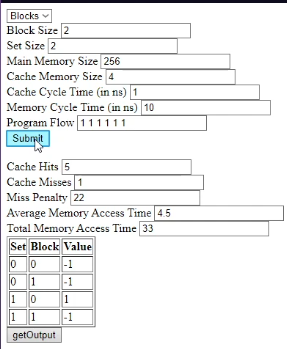 Blocks
Block Size 2
Set Size 2
Main Memory Size 256
Cache Memory Size 4
Cache Cycle Time (in ns) 1
Memory Cycle Time (in ns) 10
Program Flow 1 1 1 1 1 1
Submit
Cache Hits 5
Cache Misses 1
Miss Penalty 22
Average Memory Access Time 4.5
Total Memory Access Time 33
Set Block Value
0 0 -1
0 1 -1
1 0 1
1 1 -1
getOutput